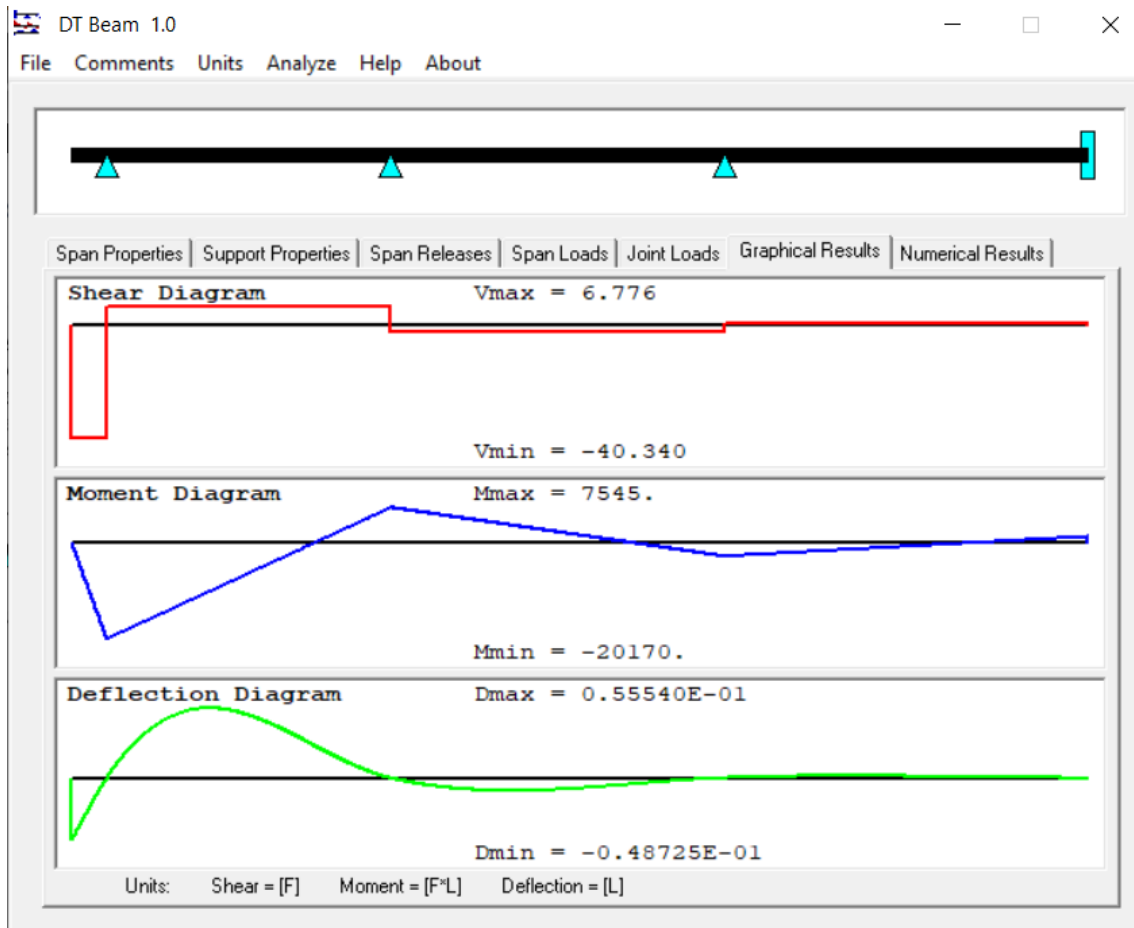 DT Beam 1.0
File Comments Units Analyze Help About
Span Properties Support Properties Span Releases Span Loads Joint Loads Graphical Results Numerical Results
Shear Diagram Vmax = 6.776
Vmin = -40.340
Moment Diagram Mmax = 7545.
Mmin = -20170.
Deflection Diagram Dmax = 0.55540E-01
Dmin = -0.48725E-01
Units: Shear = [F] Moment = [F*L] Deflection = [L]